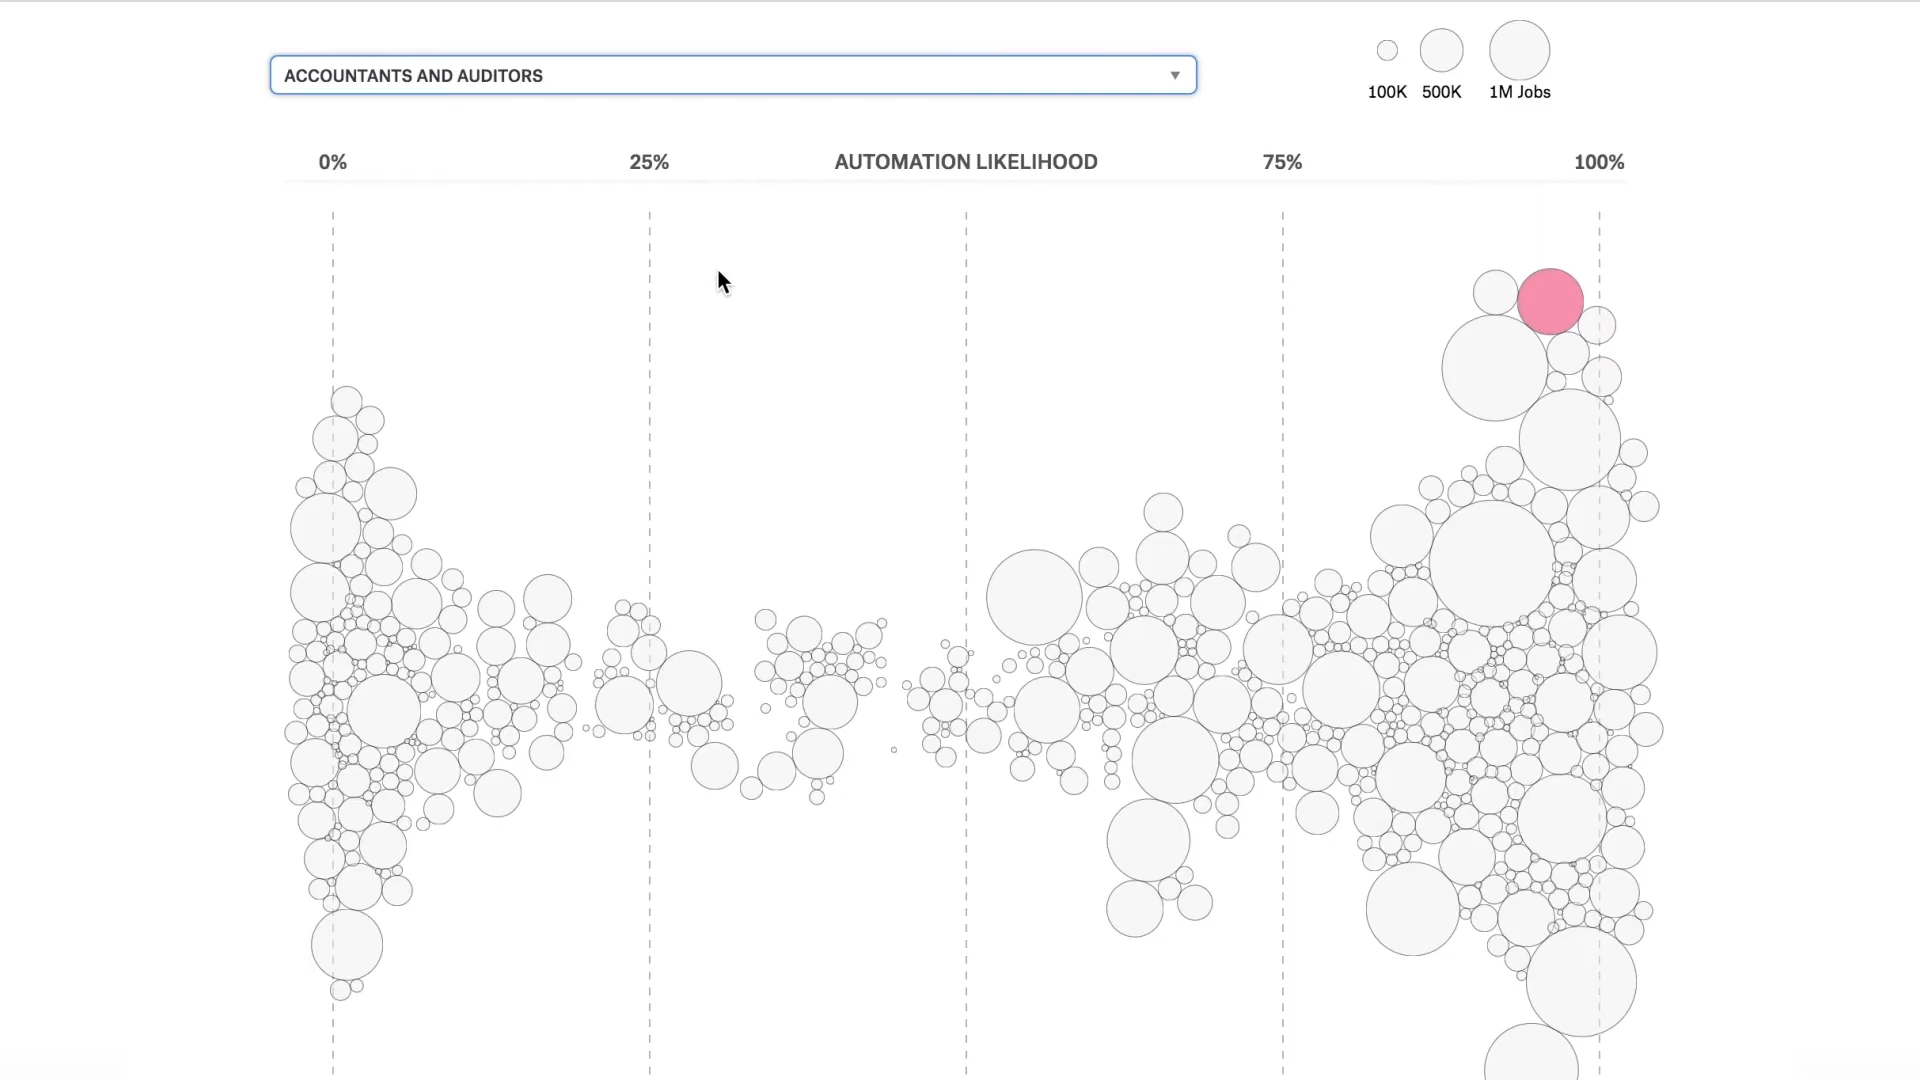 ACCOUNTANTS AND AUDITORS
100K 500K 1M Jobs
0% 25% AUTOMATION LIKELIHOOD 75% 100%